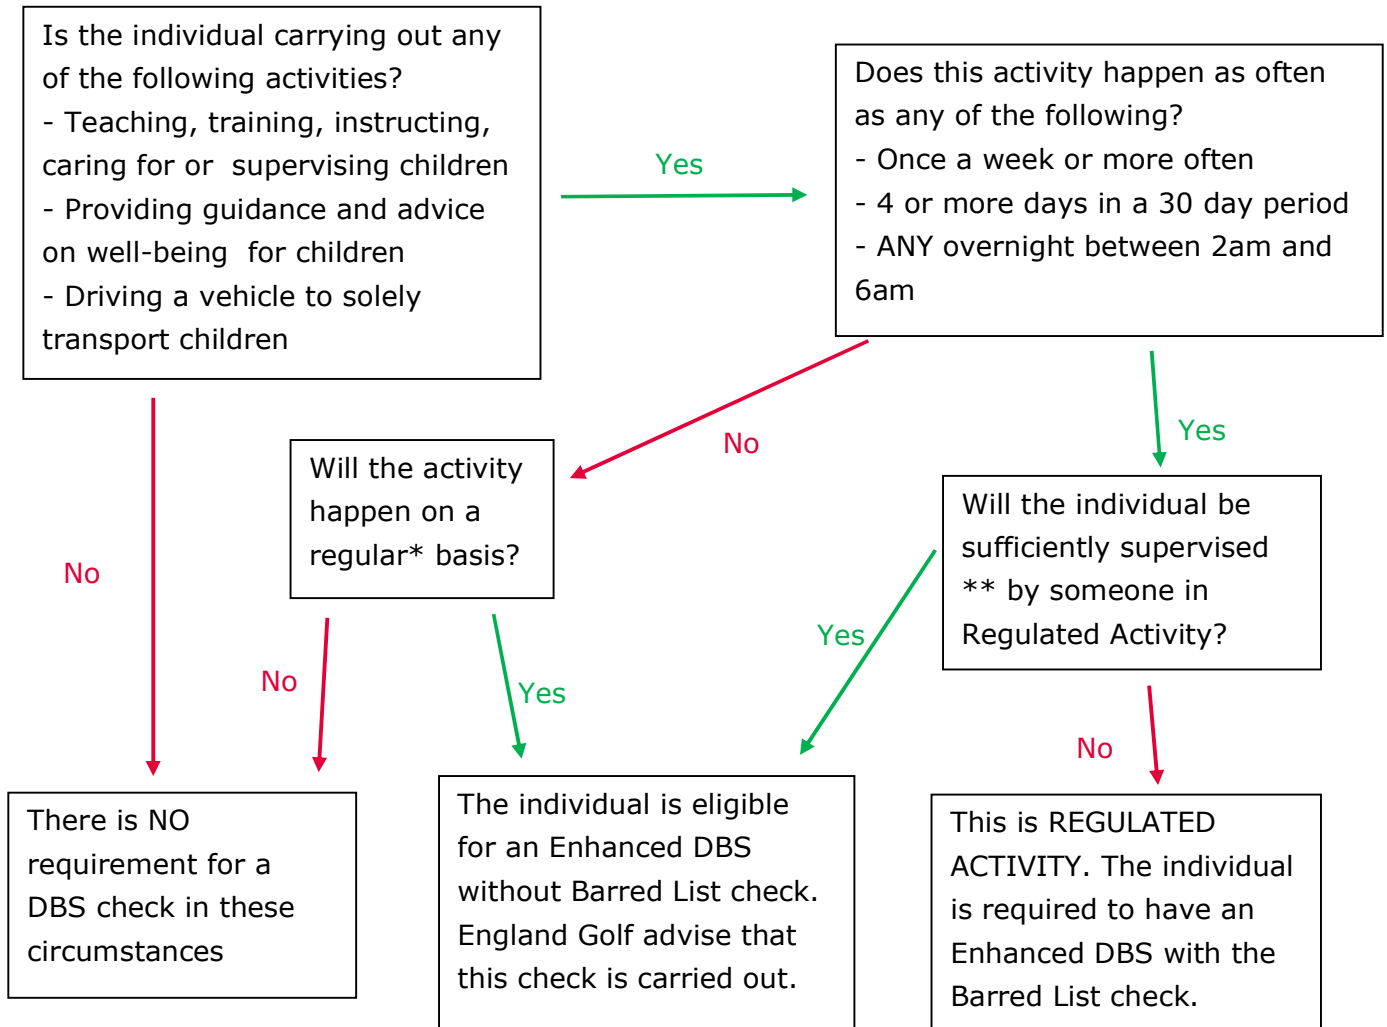 Is the individual carrying out any
of the following activities?
- Teaching, training, instructing,
caring for or  supervising children
- Providing guidance and advice
on well-being  for children
- Driving a vehicle to solely
transport children
Yes
Does this activity happen as often
as any of the following?
- Once a week or more often
- 4 or more days in a 30 day period
- ANY overnight between 2am and
6am
No
No
Yes
Will the activity
happen on a
regular* basis?
Will the individual be
sufficiently supervised
** by someone in
Regulated Activity?
No
Yes
Yes
No
There is NO
requirement for a
DBS check in these
circumstances
The individual is eligible
for an Enhanced DBS
without Barred List check.
England Golf advise that
this check is carried out.
This is REGULATED
ACTIVITY. The individual
is required to have an
Enhanced DBS with the
Barred List check.